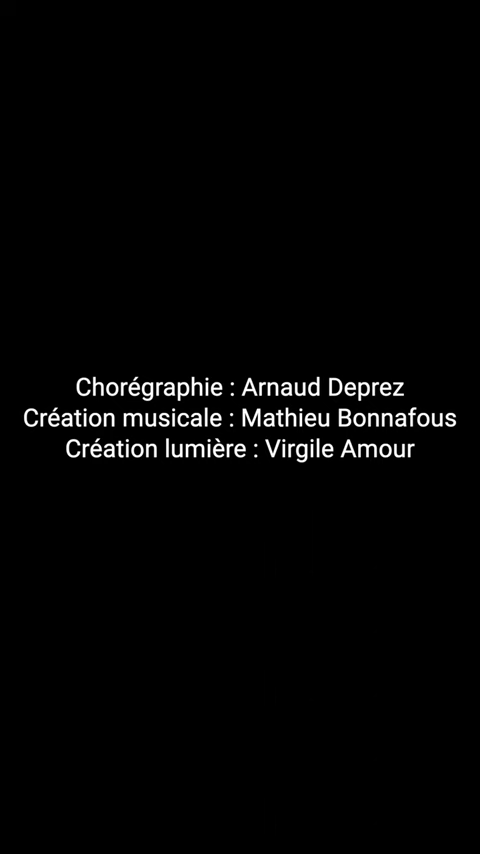 Chorégraphie : Arnaud Deprez
Création musicale : Mathieu Bonnafous
Création lumière : Virgile Amour